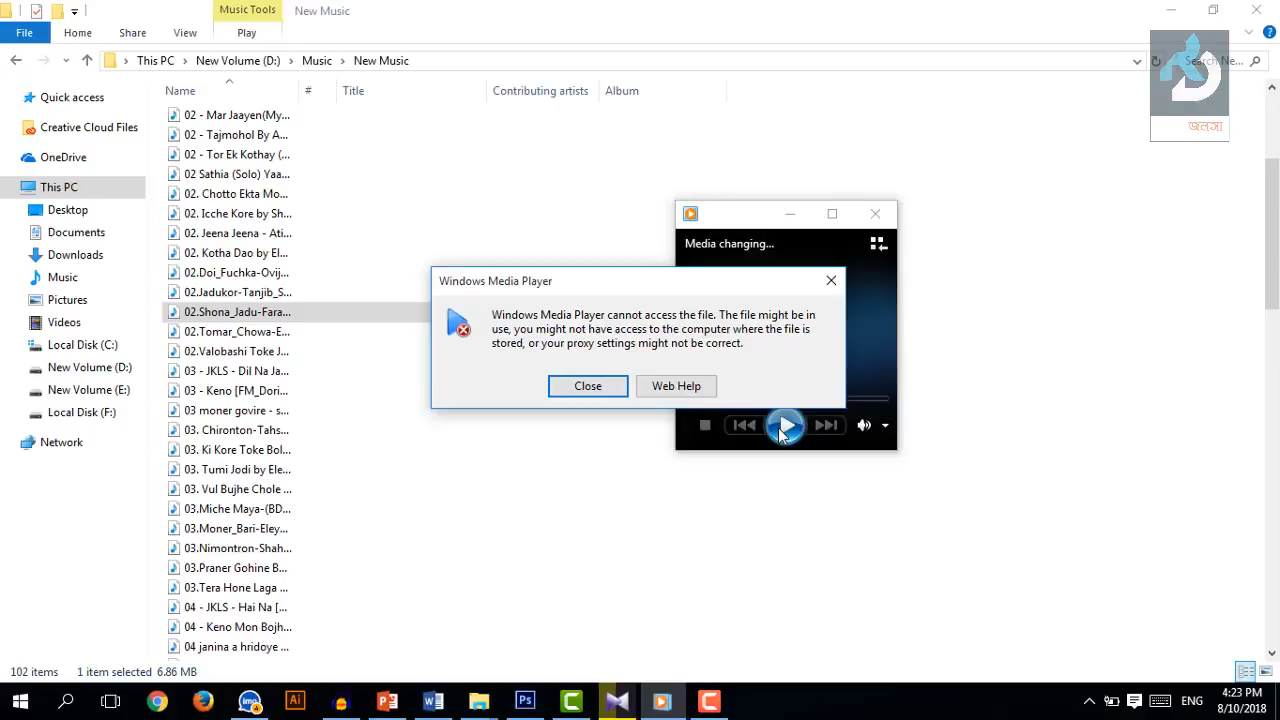 Music Tools
New Music
File
Home
Share
View
Play
This PC
New Volume (D:)
Music
New Music
Search Ne...
Name
#
Title
Contributing artists
Album
Quick access
Creative Cloud Files
OneDrive
This PC
Desktop
Documents
Downloads
Music
Pictures
Videos
Local Disk (C:)
New Volume (D:)
New Volume (E:)
Local Disk (F:)
Network
02 - Mar Jaayen(My...
02 - Tajmohol By A...
02 - Tor Ek Kothay (...
02 Sathia (Solo) Yaa...
02. Chotto Ekta Mo...
02. Icche Kore by Sh...
02. Jeena Jeena - Ati...
02. Kotha Dao by El...
02.Doi_Fuchka-Ovij...
02.Jadukor-Tanjib_S...
02.Shona_Jadu-Fara...
02.Tomar_Chowa-E...
02.Valobashi Toke J...
03 - JKLS - Dil Na Ja...
03 - Keno [FM_Dori...
03 moner govire - s...
03. Chironton-Tahs...
03. Ki Kore Toke Bol...
03. Tumi Jodi by Ele...
03. Vul Bujhe Chole ...
03.Miche Maya-(BD...
03.Moner_Bari-Eley...
03.Nimontron-Shah...
03.Praner Gohine B...
03.Tera Hone Laga ...
04 - JKLS - Hai Na [...
04 - Keno Mon Bojh...
04 janina a hridoye ...
জলসা
Media changing...
Windows Media Player
Windows Media Player cannot access the file. The file might be in
use, you might not have access to the computer where the file is
stored, or your proxy settings might not be correct.
Close
Web Help
102 items
1 item selected 6.86 MB
imo
4
Ai
P
W
Ps
C
C
ENG
4:23 PM
8/10/2018